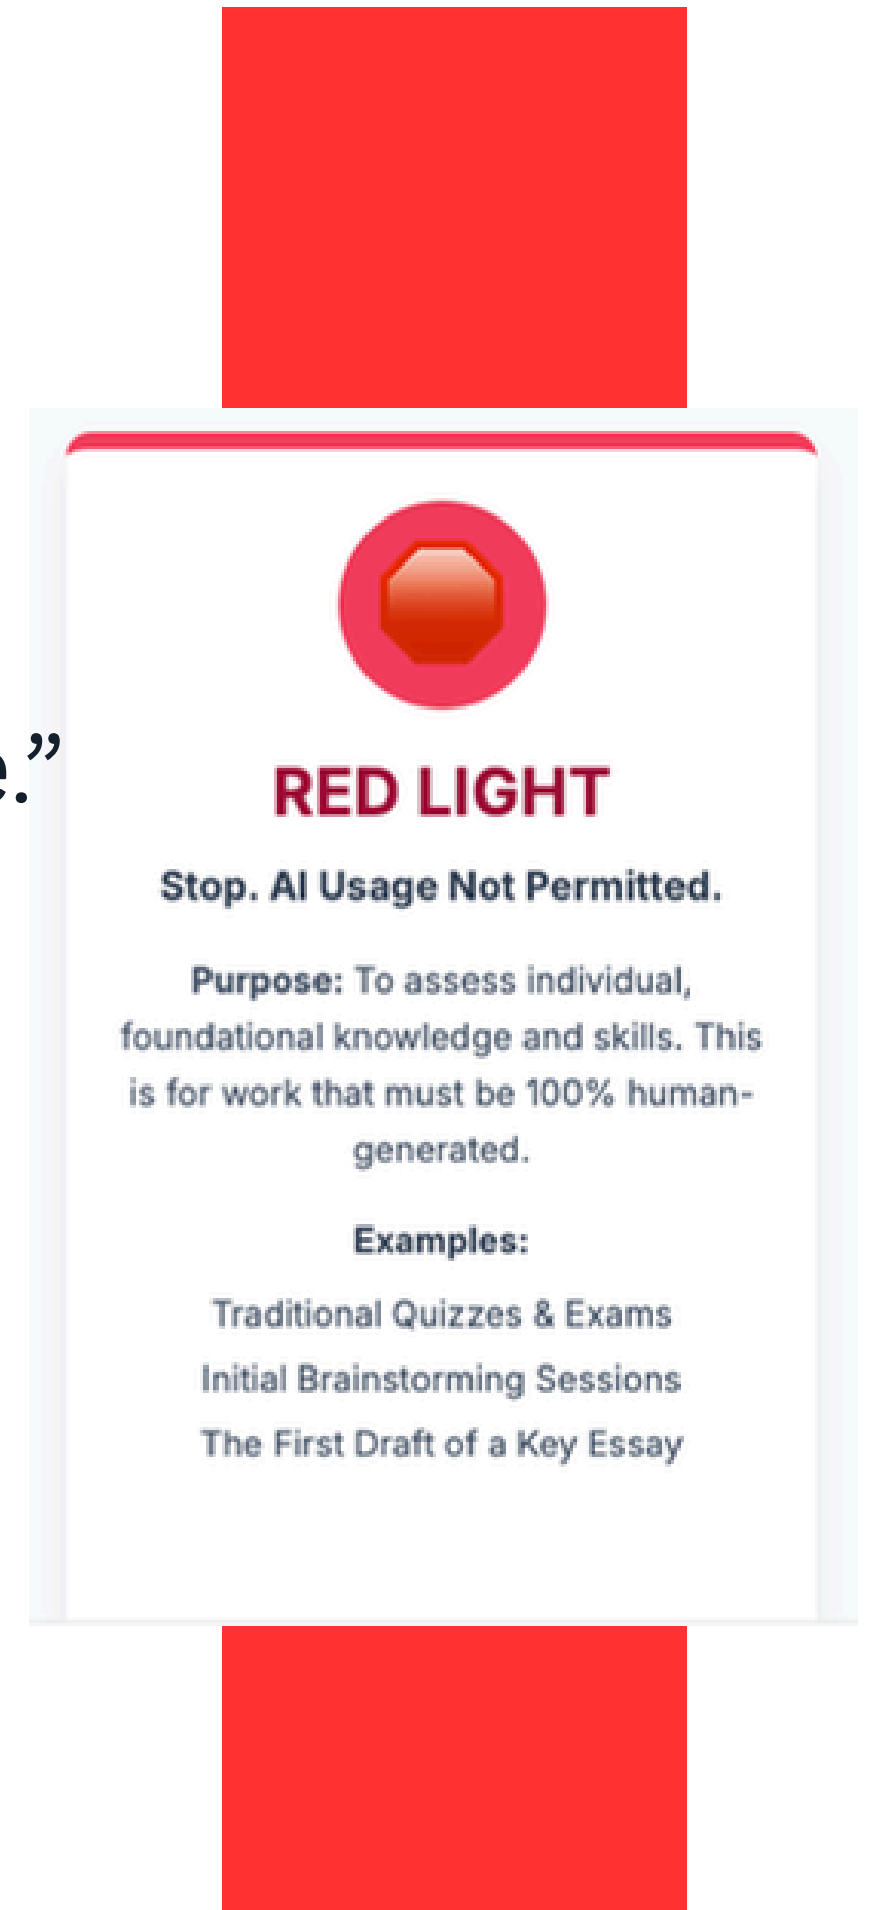 e.”
RED LIGHT
Stop. AI Usage Not Permitted.
Purpose: To assess individual,
foundational knowledge and skills. This
is for work that must be 100% human-
generated.
Examples:
Traditional Quizzes & Exams
Initial Brainstorming Sessions
The First Draft of a Key Essay